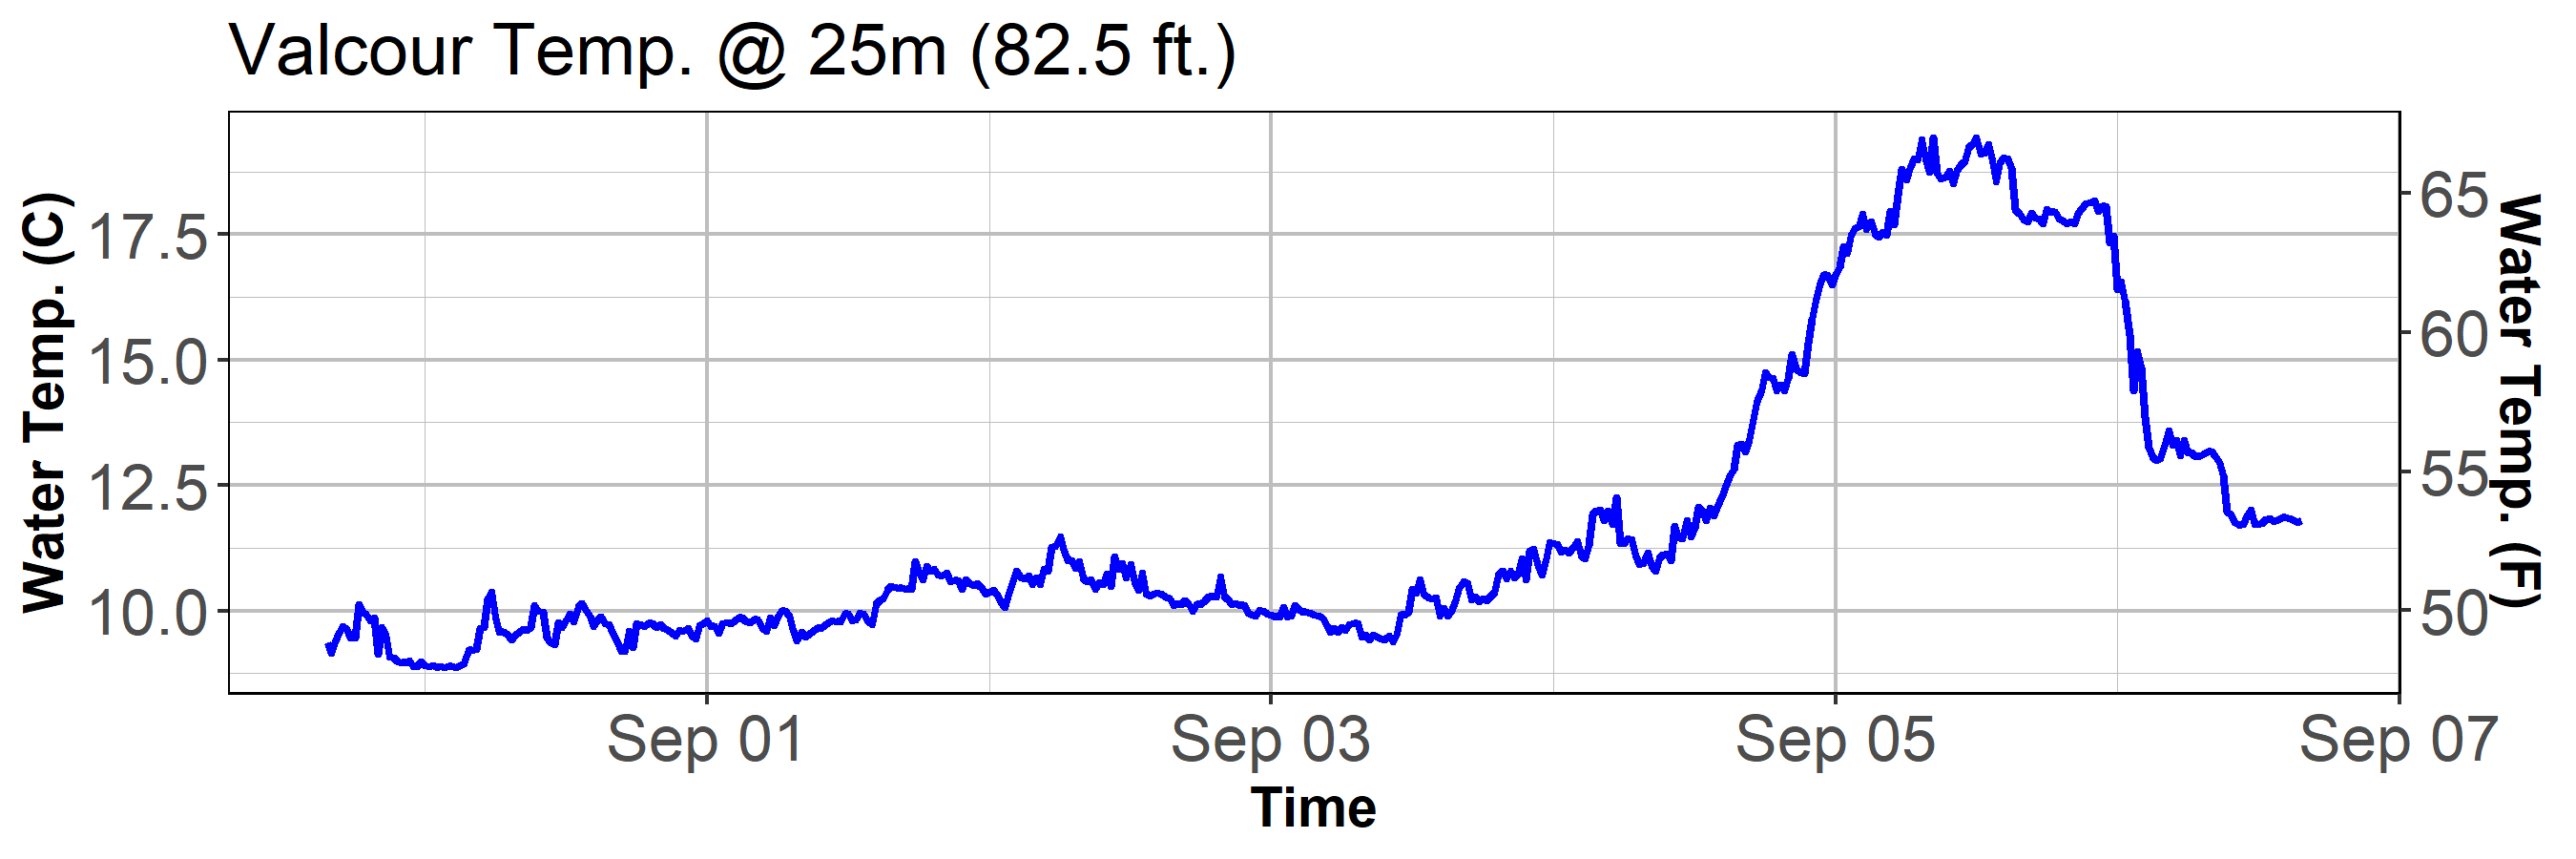 Valcour Temp. @ 25m (82.5 ft.)
Water Temp. (C)
17.5
15.0
12.5
10.0
65
60
55
50
Water Temp. (F)
Sep 01 Sep 03 Sep 05 Sep 07
Time